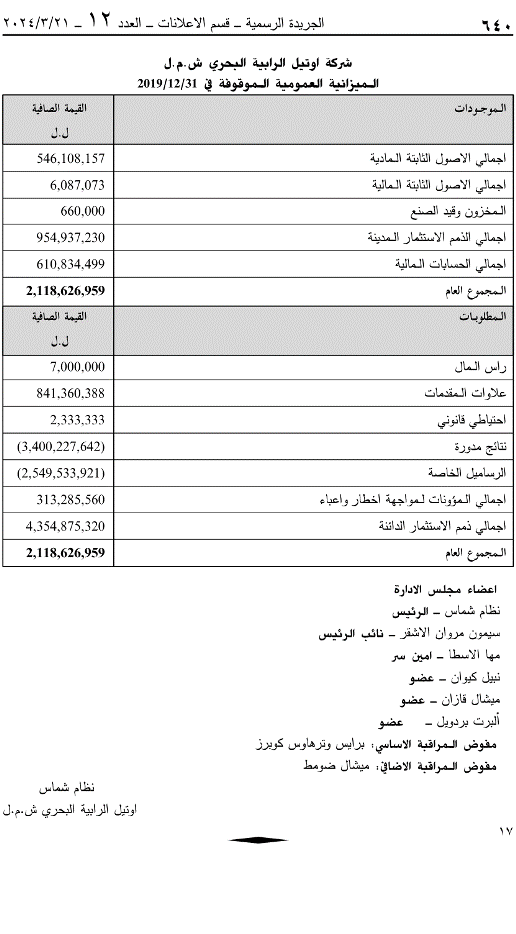 ٦٤٠ الجريدة الرسمية – قسم الاعلانات – العدد ١٢ – ٢٠٢٤/٣/٢١
شركة اوتيل الرابية البحري ش.م.ل
الميزانية العمومية الموقوفة في 2019/12/31
الموجودات القيمة الصافية
ل.ل
اجمالي الاصول الثابتة المادية 546,108,157
اجمالي الاصول الثابتة المالية 6,087,073
المخزون وقيد الصنع 660,000
اجمالي الذمم الاستثمار المدينة 954,937,230
اجمالي الحسابات المالية 610,834,499
المجموع العام 2,118,626,959
المطلوبات القيمة الصافية
ل.ل
راس المال 7,000,000
علاوات المقدمات 841,360,388
احتياطي قانوني 2,333,333
نتائج مدورة (3,400,227,642)
الرساميل الخاصة (2,549,533,921)
اجمالي المؤونات لمواجهة اخطار واعباء 313,285,560
اجمالي ذمم الاستثمار الدائنة 4,354,875,320
المجموع العام 2,118,626,959
اعضاء مجلس الادارة
نظام شماس – الرئيس
سيمون مروان الاشقر – نائب الرئيس
مها الاسطا – امين سر
نبيل كيوان – عضو
ميشال قازان – عضو
ألبرت بردويل – عضو
مفوض المراقبة الاساسي: برايس وترهاوس كوبرز
مفوض المراقبة الاضافي: ميشال ضومط
نظام شماس
اوتيل الرابية البحري ش.م.ل
١٧